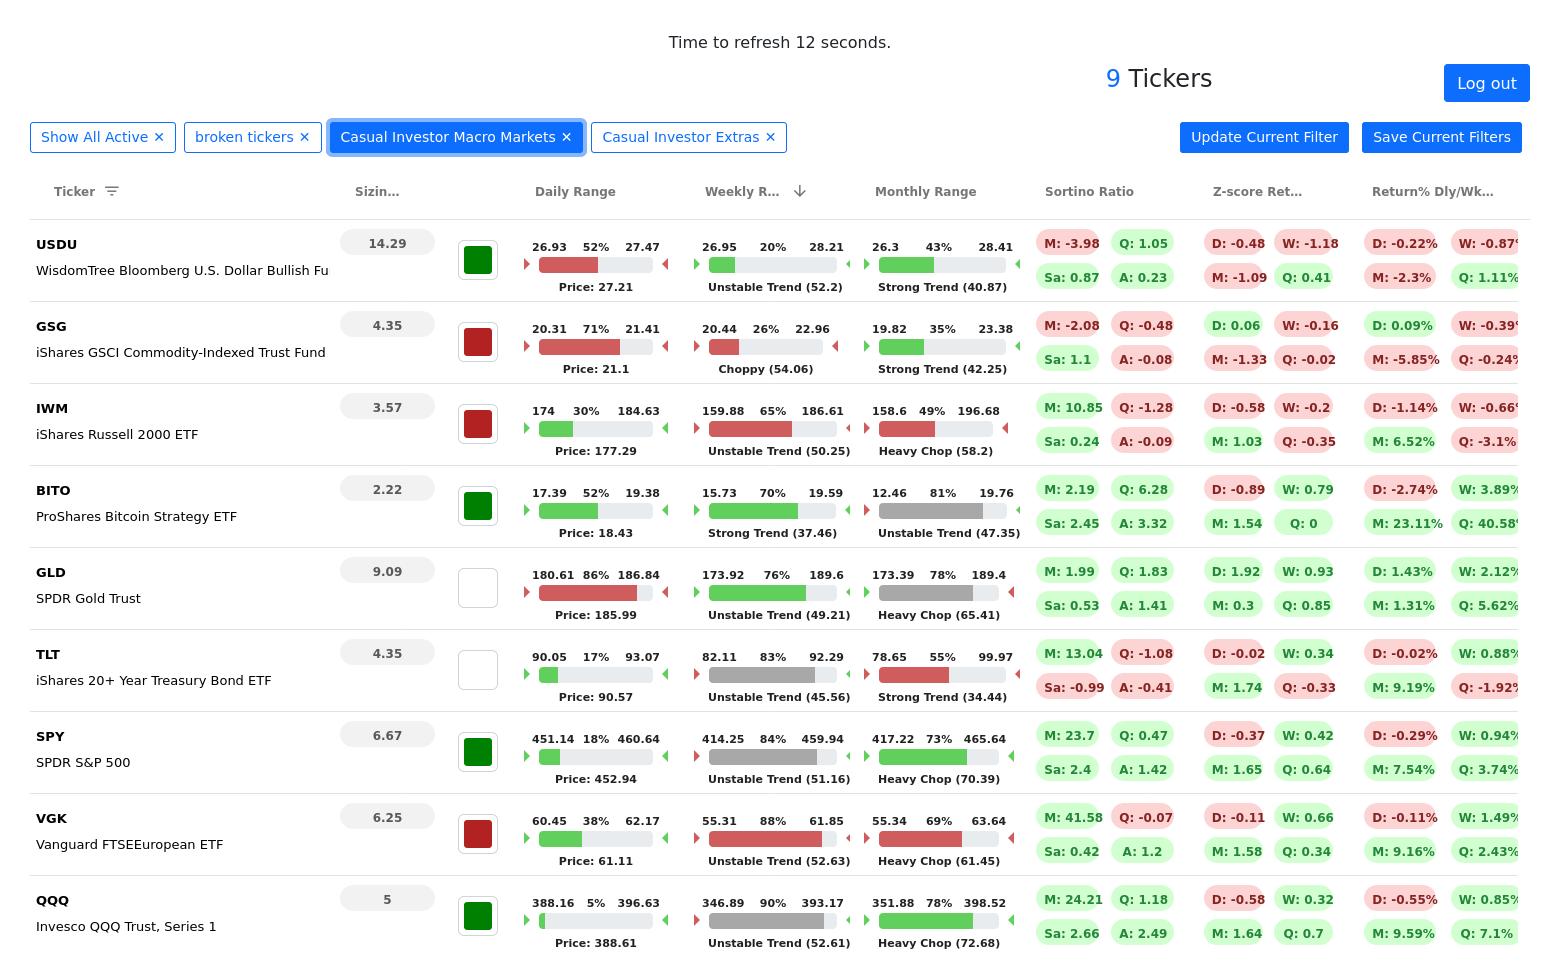 Time to refresh 12 seconds.
9 Tickers
Log out
Show All Active ✕ broken tickers ✕ Casual Investor Macro Markets ✕ Casual Investor Extras ✕ Update Current Filter Save Current Filters
Ticker Sizin... Daily Range Weekly R... Monthly Range Sortino Ratio Z-score Ret... Return% Dly/Wk...
USDU 14.29 M: -3.98 Q: 1.05 D: -0.48 W: -1.18 D: -0.22% W: -0.87%
26.93 52% 27.47 26.95 20% 28.21 26.3 43% 28.41
WisdomTree Bloomberg U.S. Dollar Bullish Fu Sa: 0.87 A: 0.23 M: -1.09 Q: 0.41 M: -2.3% Q: 1.11%
Price: 27.21 Unstable Trend (52.2) Strong Trend (40.87)
GSG 4.35 M: -2.08 Q: -0.48 D: 0.06 W: -0.16 D: 0.09% W: -0.39%
20.31 71% 21.41 20.44 26% 22.96 19.82 35% 23.38
iShares GSCI Commodity-Indexed Trust Fund Sa: 1.1 A: -0.08 M: -1.33 Q: -0.02 M: -5.85% Q: -0.24%
Price: 21.1 Choppy (54.06) Strong Trend (42.25)
IWM 3.57 M: 10.85 Q: -1.28 D: -0.58 W: -0.2 D: -1.14% W: -0.66%
174 30% 184.63 159.88 65% 186.61 158.6 49% 196.68
iShares Russell 2000 ETF Sa: 0.24 A: -0.09 M: 1.03 Q: -0.35 M: 6.52% Q: -3.1%
Price: 177.29 Unstable Trend (50.25) Heavy Chop (58.2)
BITO 2.22 M: 2.19 Q: 6.28 D: -0.89 W: 0.79 D: -2.74% W: 3.89%
17.39 52% 19.38 15.73 70% 19.59 12.46 81% 19.76
ProShares Bitcoin Strategy ETF Sa: 2.45 A: 3.32 M: 1.54 Q: 0 M: 23.11% Q: 40.58%
Price: 18.43 Strong Trend (37.46) Unstable Trend (47.35)
GLD 9.09 M: 1.99 Q: 1.83 D: 1.92 W: 0.93 D: 1.43% W: 2.12%
180.61 86% 186.84 173.92 76% 189.6 173.39 78% 189.4
SPDR Gold Trust Sa: 0.53 A: 1.41 M: 0.3 Q: 0.85 M: 1.31% Q: 5.62%
Price: 185.99 Unstable Trend (49.21) Heavy Chop (65.41)
TLT 4.35 M: 13.04 Q: -1.08 D: -0.02 W: 0.34 D: -0.02% W: 0.88%
90.05 17% 93.07 82.11 83% 92.29 78.65 55% 99.97
iShares 20+ Year Treasury Bond ETF Sa: -0.99 A: -0.41 M: 1.74 Q: -0.33 M: 9.19% Q: -1.92%
Price: 90.57 Unstable Trend (45.56) Strong Trend (34.44)
SPY 6.67 M: 23.7 Q: 0.47 D: -0.37 W: 0.42 D: -0.29% W: 0.94%
451.14 18% 460.64 414.25 84% 459.94 417.22 73% 465.64
SPDR S&P 500 Sa: 2.4 A: 1.42 M: 1.65 Q: 0.64 M: 7.54% Q: 3.74%
Price: 452.94 Unstable Trend (51.16) Heavy Chop (70.39)
VGK 6.25 M: 41.58 Q: -0.07 D: -0.11 W: 0.66 D: -0.11% W: 1.49%
60.45 38% 62.17 55.31 88% 61.85 55.34 69% 63.64
Vanguard FTSEEuropean ETF Sa: 0.42 A: 1.2 M: 1.58 Q: 0.34 M: 9.16% Q: 2.43%
Price: 61.11 Unstable Trend (52.63) Heavy Chop (61.45)
QQQ 5 M: 24.21 Q: 1.18 D: -0.58 W: 0.32 D: -0.55% W: 0.85%
388.16 5% 396.63 346.89 90% 393.17 351.88 78% 398.52
Invesco QQQ Trust, Series 1 Sa: 2.66 A: 2.49 M: 1.64 Q: 0.7 M: 9.59% Q: 7.1%
Price: 388.61 Unstable Trend (52.61) Heavy Chop (72.68)